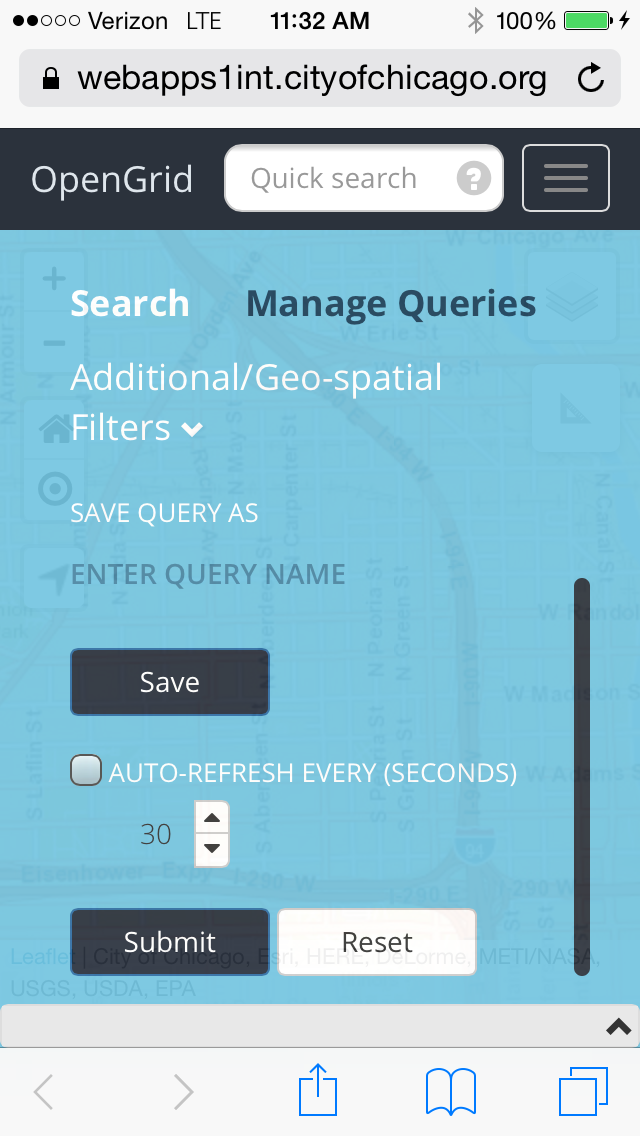 Verizon LTE 11:32 AM 100%
webapps1int.cityofchicago.org
OpenGrid Quick search ?
W Chicago Ave
Search Manage Queries
N Ogden Ave
W Erie St
N Armour St
Additional/Geo-spatial
Filters
I-94 W
N May St
N Carpenter St
N Canal St
SAVE QUERY AS
ENTER QUERY NAME
I-94 E
N Peoria St
N Green St
N Aberdeen St
Save
I-90 W
W Madison S
S Laflin St
S Peoria St
S Green St
S Aberdeen St
AUTO-REFRESH EVERY (SECONDS)
W Adams S
30
Eisenhower Expy I-290 W
I-290 E
I-290 W
Submit Reset
Leaflet | City of Chicago, Esri, HERE, DeLorme, METI/NASA,
USGS, USDA, EPA